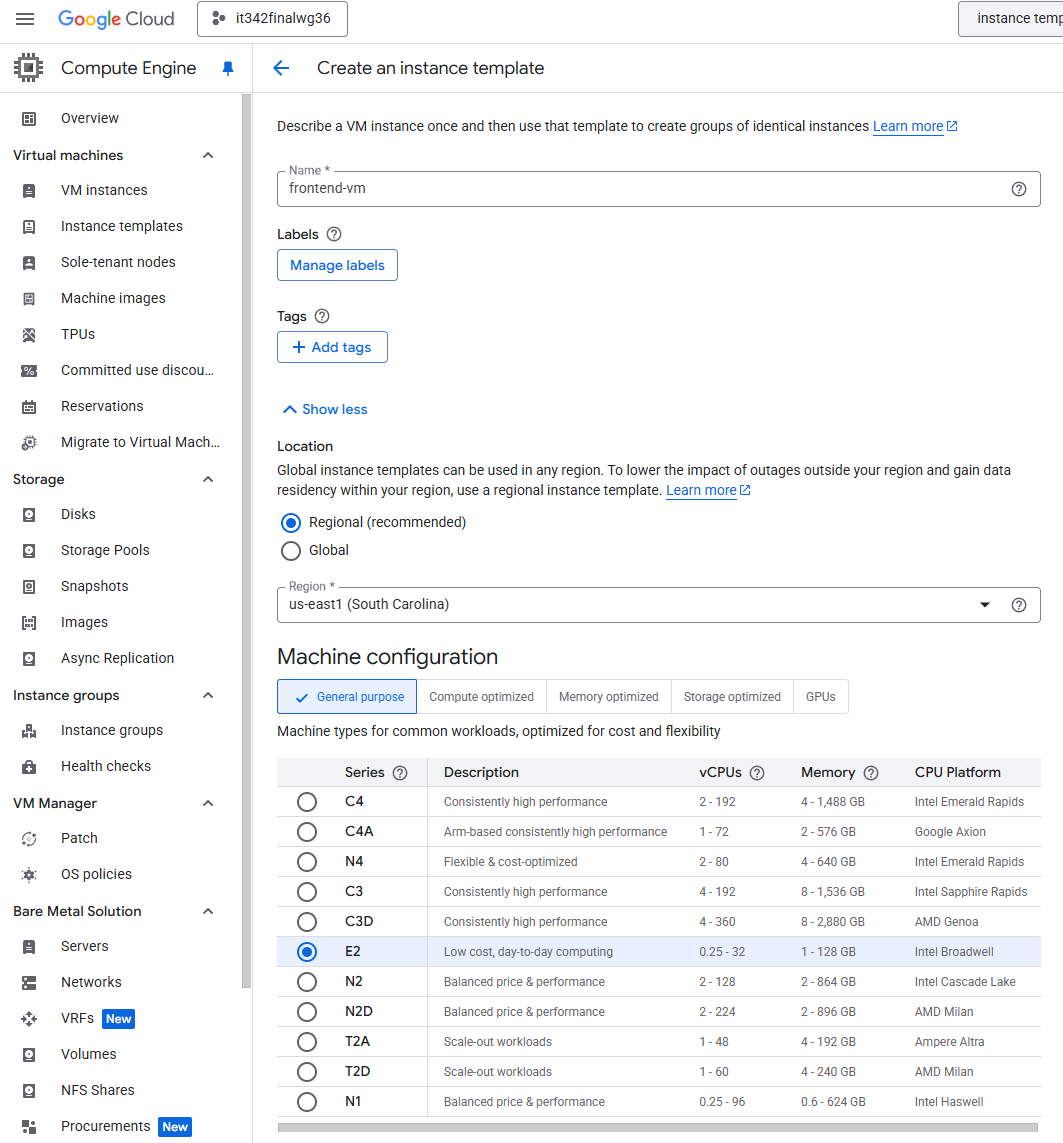 Google Cloud
it342finalwg36
instance temp
Compute Engine
Create an instance template
Overview
Virtual machines
VM instances
Instance templates
Sole-tenant nodes
Machine images
TPUs
Committed use discou...
Reservations
Migrate to Virtual Mach...
Storage
Disks
Storage Pools
Snapshots
Images
Async Replication
Instance groups
Instance groups
Health checks
VM Manager
Patch
OS policies
Bare Metal Solution
Servers
Networks
VRFs New
Volumes
NFS Shares
Procurements New
Describe a VM instance once and then use that template to create groups of identical instances Learn more
Name *
frontend-vm
Labels
Manage labels
Tags
Add tags
Show less
Location
Global instance templates can be used in any region. To lower the impact of outages outside your region and gain data
residency within your region, use a regional instance template. Learn more
Regional (recommended)
Global
Region *
us-east1 (South Carolina)
Machine configuration
General purpose Compute optimized Memory optimized Storage optimized GPUs
Machine types for common workloads, optimized for cost and flexibility
Series Description vCPUs Memory CPU Platform
C4 Consistently high performance 2 - 192 4 - 1,488 GB Intel Emerald Rapids
C4A Arm-based consistently high performance 1 - 72 2 - 576 GB Google Axion
N4 Flexible & cost-optimized 2 - 80 4 - 640 GB Intel Emerald Rapids
C3 Consistently high performance 4 - 192 8 - 1,536 GB Intel Sapphire Rapids
C3D Consistently high performance 4 - 360 8 - 2,880 GB AMD Genoa
E2 Low cost, day-to-day computing 0.25 - 32 1 - 128 GB Intel Broadwell
N2 Balanced price & performance 2 - 128 2 - 864 GB Intel Cascade Lake
N2D Balanced price & performance 2 - 224 2 - 896 GB AMD Milan
T2A Scale-out workloads 1 - 48 4 - 192 GB Ampere Altra
T2D Scale-out workloads 1 - 60 4 - 240 GB AMD Milan
N1 Balanced price & performance 0.25 - 96 0.6 - 624 GB Intel Haswell